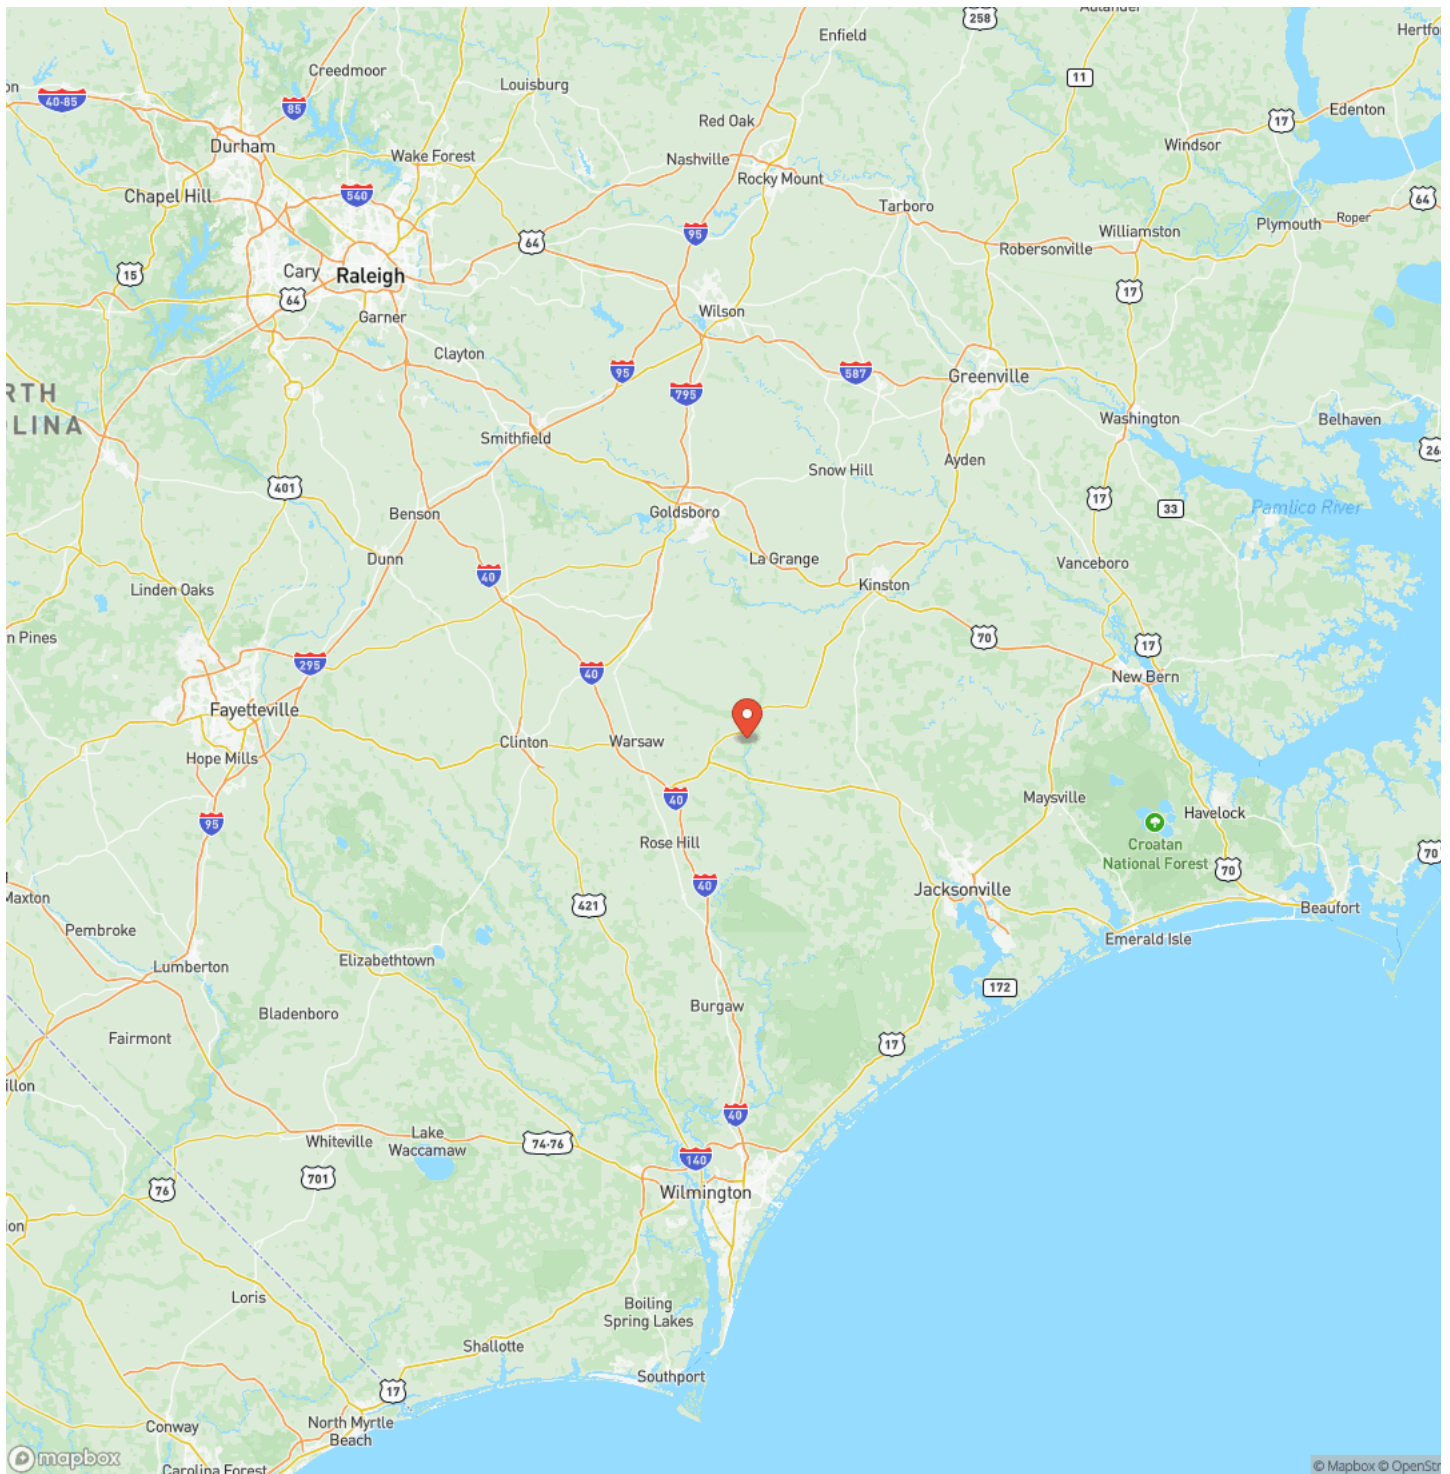 258
Enfield
Hertfo
Creedmoor
Louisburg
11
40-85
85
Edenton
Red Oak
17
Durham
Windsor
Wake Forest
Nashville
Rocky Mount
Chapel Hill
540
Tarboro
64
Plymouth
Roper
Williamston
95
64
Robersonville
15
Cary
Raleigh
17
64
Wilson
Garner
Clayton
95
587
Greenville
795
RTH
OLINA
Washington
Belhaven
Smithfield
26
Ayden
Snow Hill
401
17
33
Pamlico River
Benson
Goldsboro
Dunn
La Grange
Vanceboro
40
Kinston
Linden Oaks
n Pines
70
17
295
40
New Bern
Fayetteville
Clinton
Warsaw
Hope Mills
40
Maysville
Havelock
95
Rose Hill
Croatan
National Forest
70
70
40
Jacksonville
Maxton
421
Beaufort
Pembroke
Emerald Isle
Lumberton
Elizabethtown
172
Burgaw
Bladenboro
Fairmont
17
illon
40
Whiteville
Lake
Waccamaw
74-76
140
701
76
Wilmington
ion
Loris
Boiling
Spring Lakes
Shallotte
Southport
17
Conway
North Myrtle
Beach
mapbox
Carolina Forest
© Mapbox © OpenStr